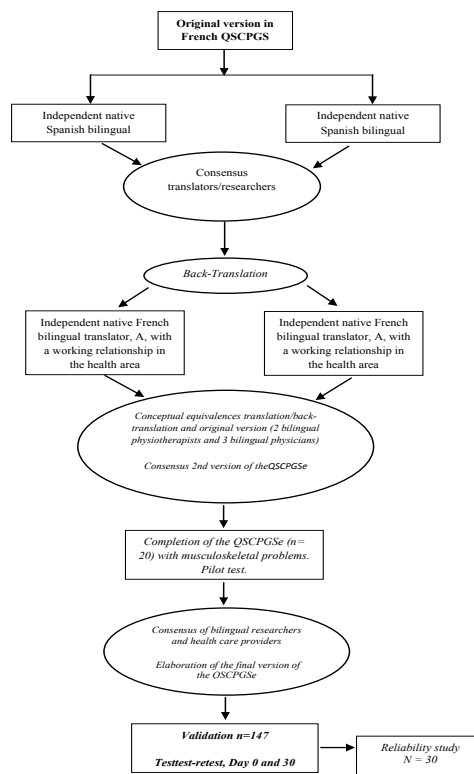 Original version in
French QSCPGS
Independent native
Spanish bilingual
Independent native
Spanish bilingual
Consensus
translators/researchers
Back-Translation
Independent native French
bilingual translator, A, with
a working relationship in
the health area
Independent native French
bilingual translator, A, with
a working relationship in
the health area
Conceptual equivalences translation/back-
translation and original version (2 bilingual
physiotherapists and 3 bilingual physicians)
Consensus 2nd version of theQSCPGSe
Completion of the QSCPGSe (n=
20) with musculoskeletal problems.
Pilot test.
Consensus of bilingual researchers
and health care providers
Elaboration of the final version of
the QSCPGSe
Validation n=147
Testtest-retest, Day 0 and 30
Reliability study
N = 30